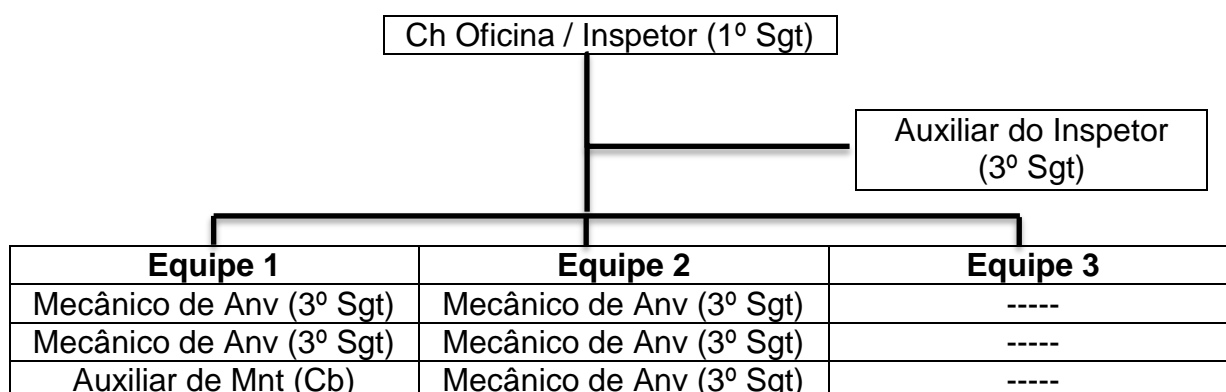 Ch Oficina / Inspetor (1º Sgt)
Auxiliar do Inspetor
(3º Sgt)
Equipe 1 Equipe 2 Equipe 3
Mecânico de Anv (3º Sgt) Mecânico de Anv (3º Sgt) -----
Mecânico de Anv (3º Sgt) Mecânico de Anv (3º Sgt) -----
Auxiliar de Mnt (Cb) Mecânico de Anv (3º Sgt) -----